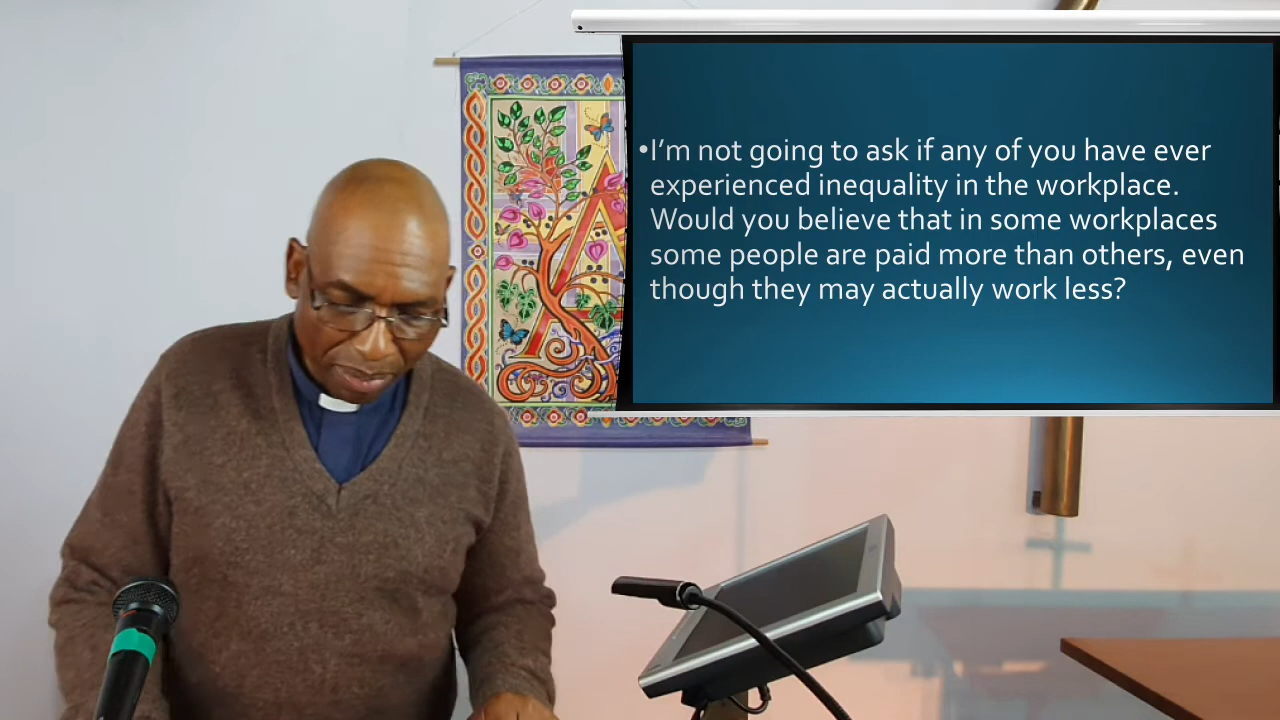 •I’m not going to ask if any of you have ever
experienced inequality in the workplace.
Would you believe that in some workplaces
some people are paid more than others, even
though they may actually work less?